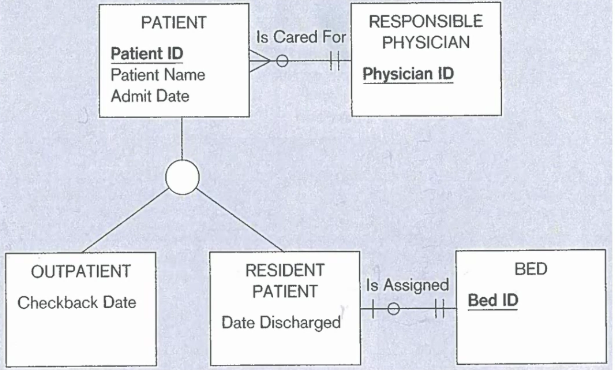 PATIENT
Patient ID
Patient Name
Admit Date
Is Cared For
RESPONSIBLE
PHYSICIAN
Physician ID
OUTPATIENT
Checkback Date
RESIDENT
PATIENT
Date Discharged
Is Assigned
BED
Bed ID